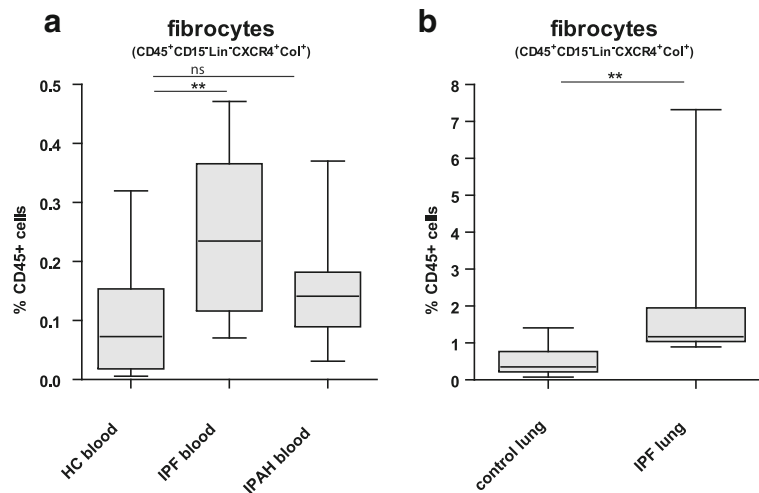 a
fibrocytes
(CD45⁺CD15⁻Lin⁻CXCR4⁺Col⁺)
ns
**
0.5
0.4
0.3
0.2
0.1
0.0
% CD45+ cells
HC blood
IPF blood
IPAH blood
b
fibrocytes
(CD45⁺CD15⁻Lin⁻CXCR4⁺Col⁺)
**
8
7
6
5
4
3
2
1
0
% CD45+ cells
control lung
IPF lung